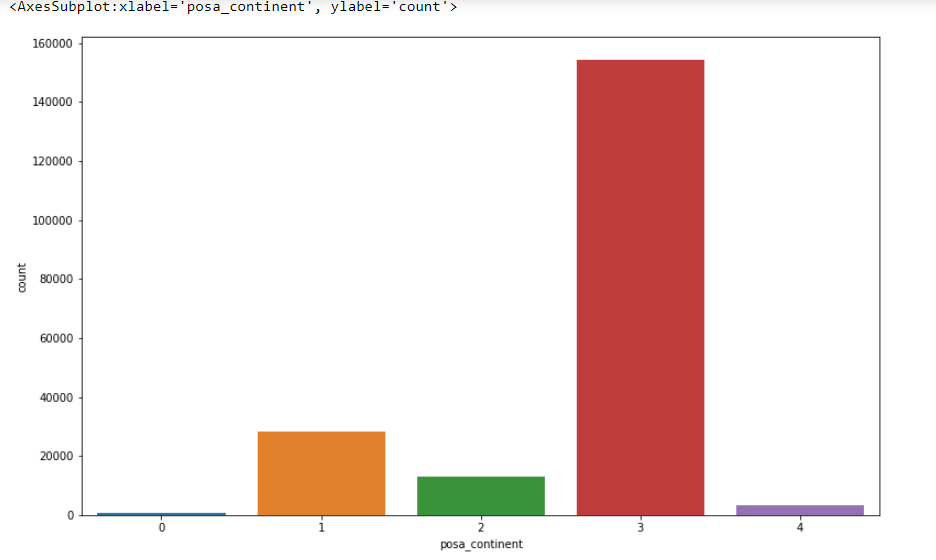 <AxesSubplot:xlabel='posa_continent', ylabel='count'>
160000
140000
120000
100000
80000
60000
40000
20000
0
count
0 1 2 3 4
posa_continent